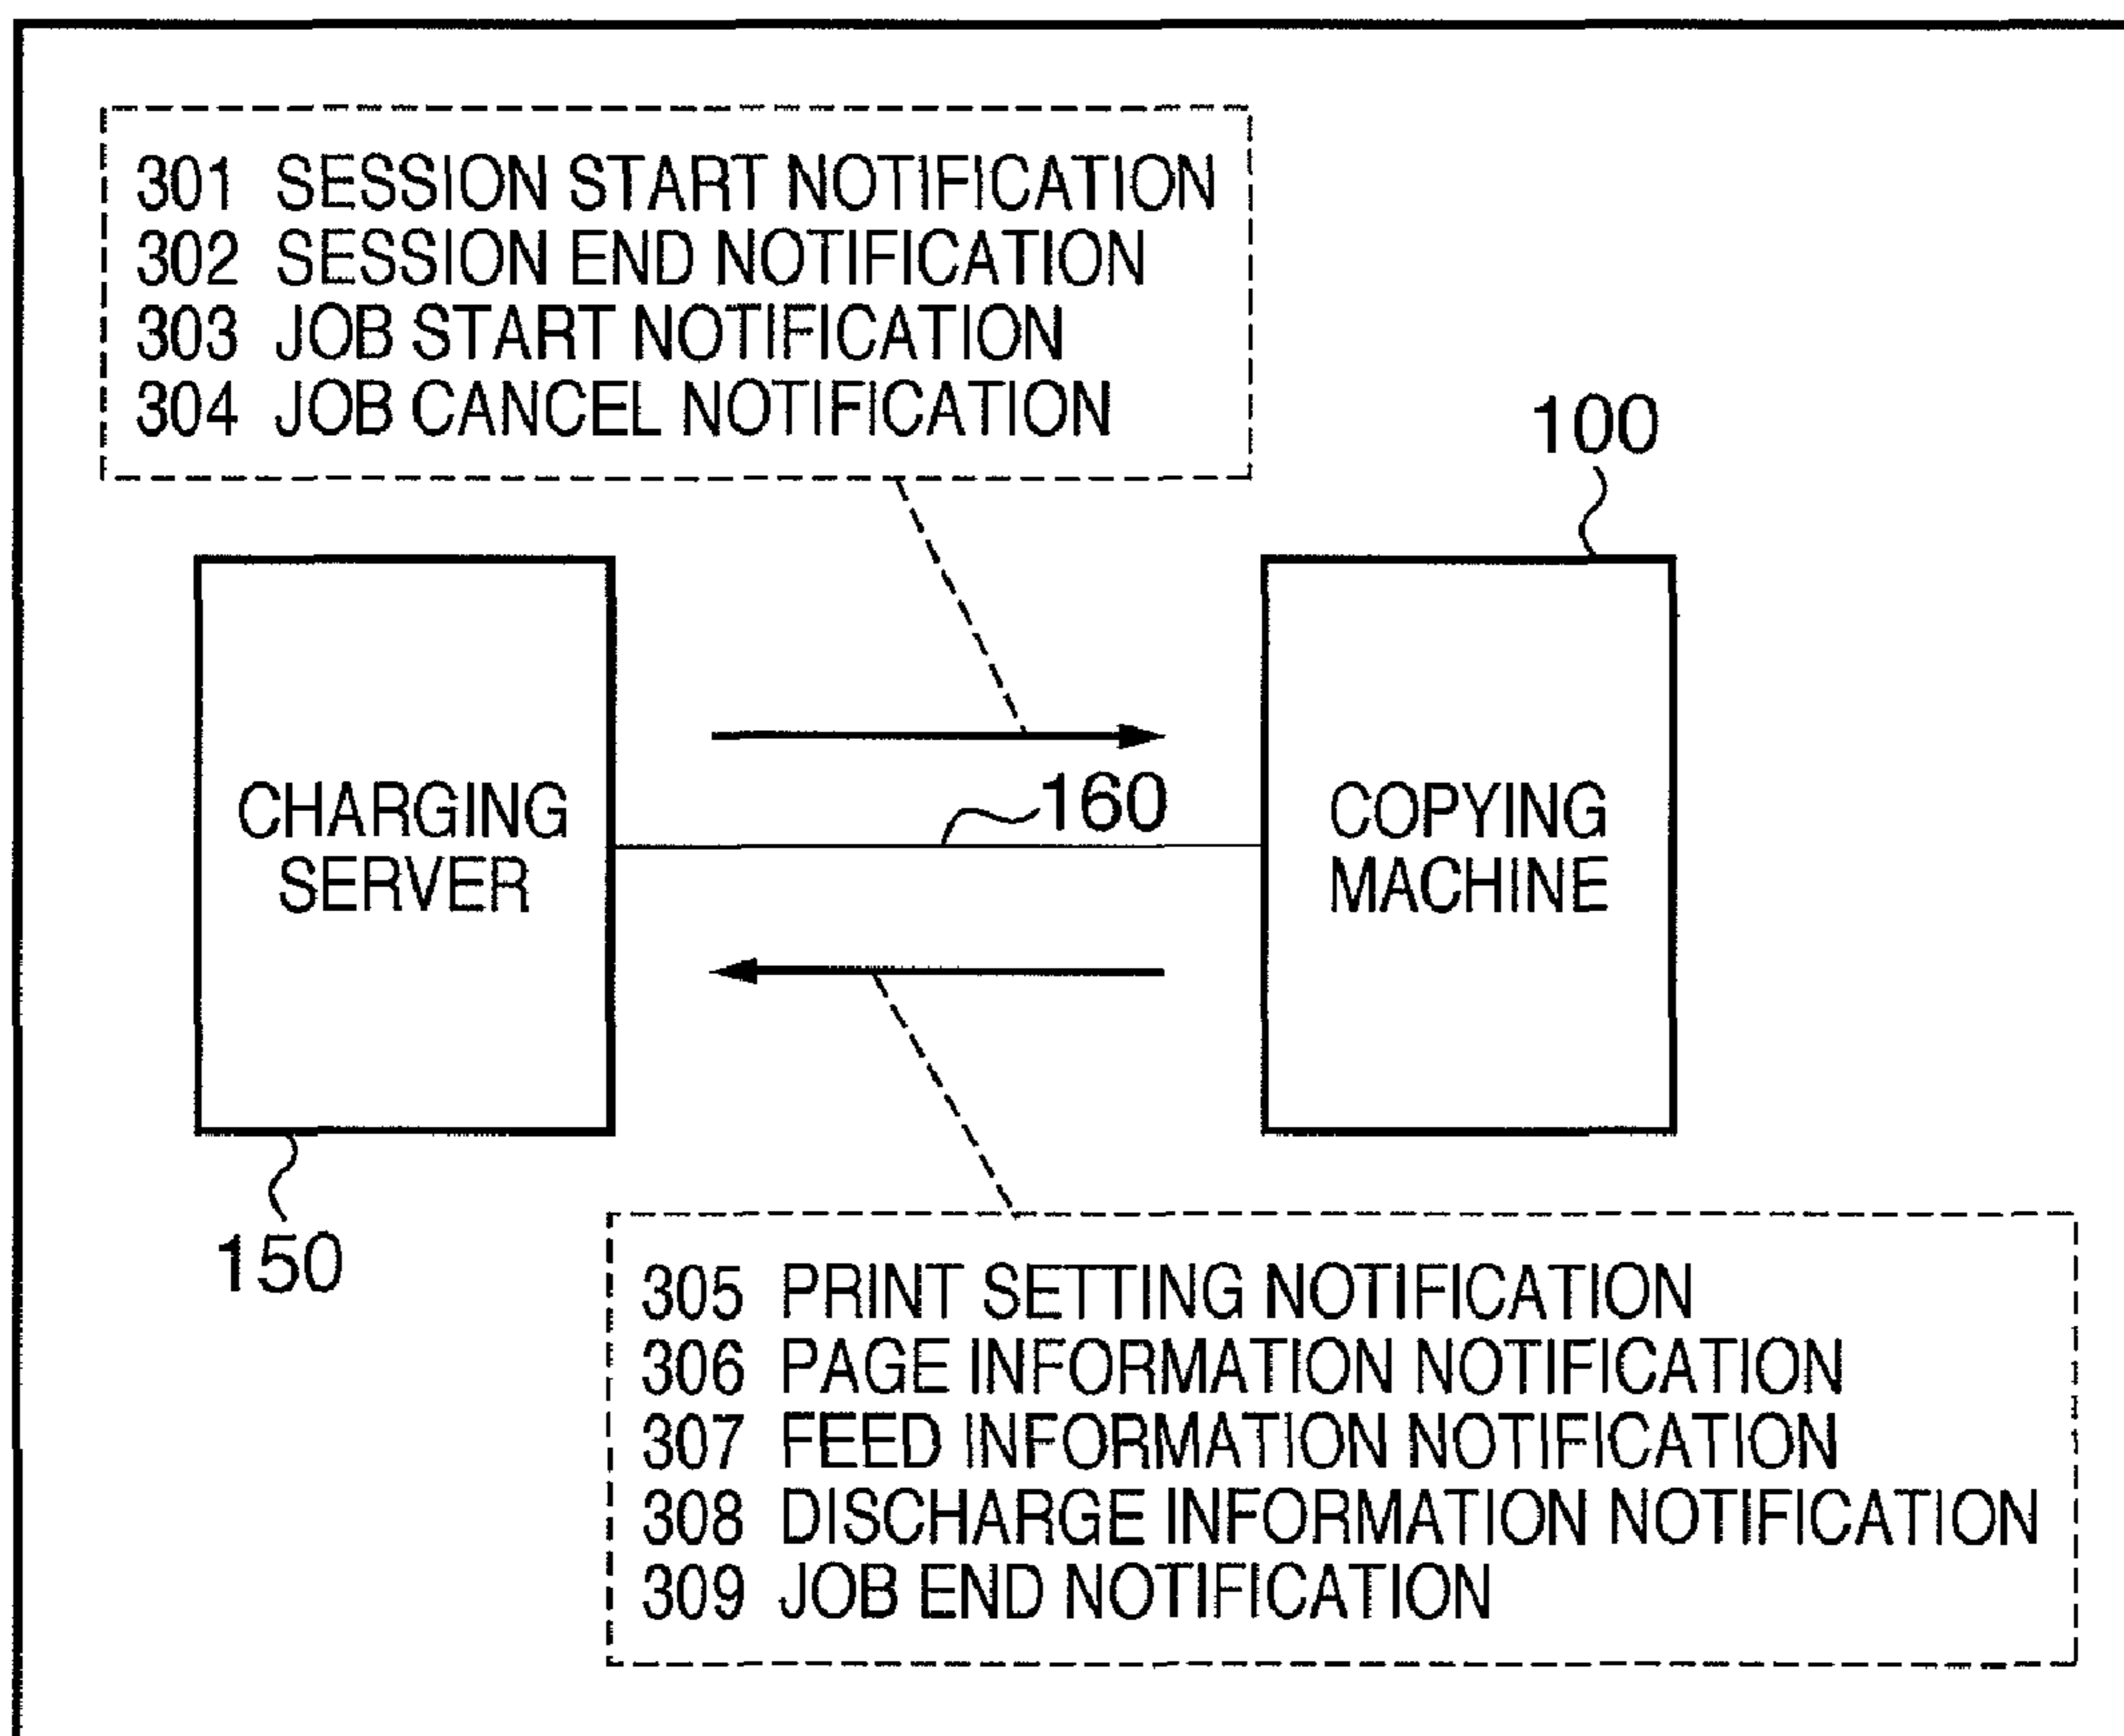 301 SESSION START NOTIFICATION
302 SESSION END NOTIFICATION
303 JOB START NOTIFICATION
304 JOB CANCEL NOTIFICATION
100
CHARGING
SERVER
160
COPYING
MACHINE
150
305 PRINT SETTING NOTIFICATION
306 PAGE INFORMATION NOTIFICATION
307 FEED INFORMATION NOTIFICATION
308 DISCHARGE INFORMATION NOTIFICATION
309 JOB END NOTIFICATION